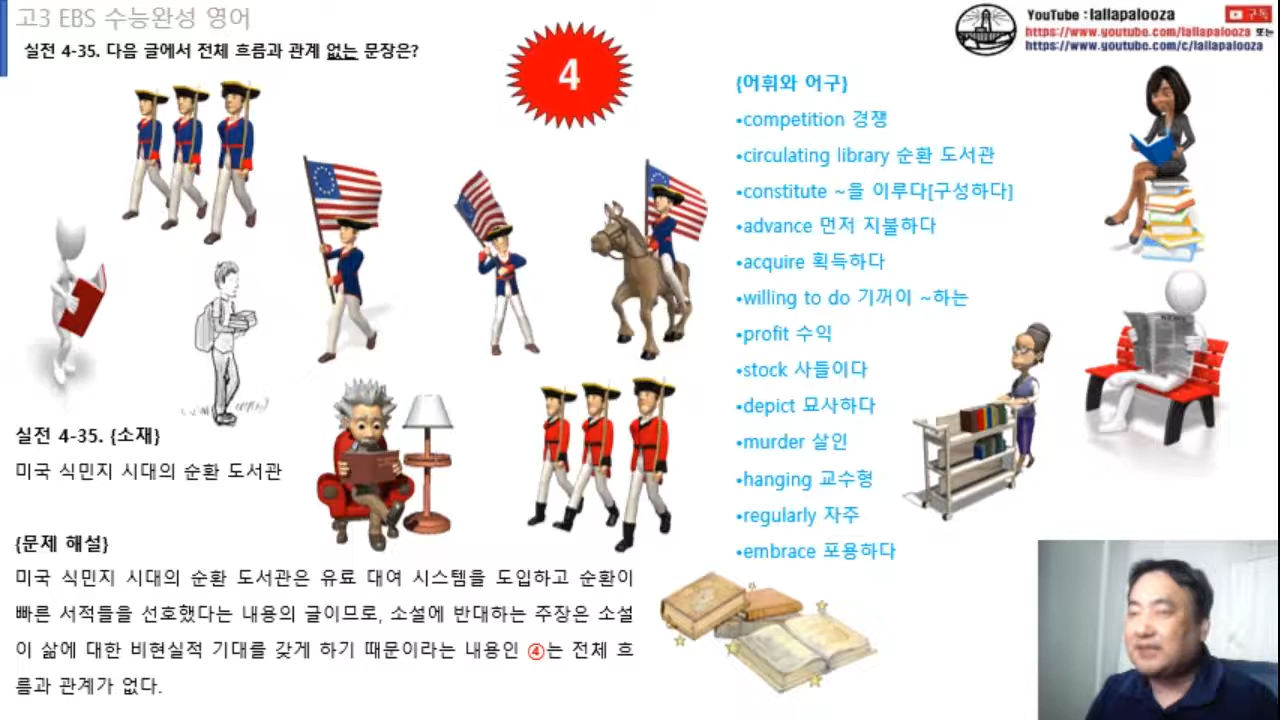 고3 EBS 수능완성 영어
실전 4-35. 다음 글에서 전체 흐름과 관계 없는 문장은?
4
YouTube : lallapalooza
구독
https://www.youtube.com/lallapalooza 또는
https://www.youtube.com/c/lallapalooza
{어휘와 어구}
•competition 경쟁
•circulating library 순환 도서관
•constitute ~을 이루다[구성하다]
•advance 먼저 지불하다
•acquire 획득하다
•willing to do 기꺼이 ~하는
•profit 수익
•stock 사들이다
•depict 묘사하다
•murder 살인
•hanging 교수형
•regularly 자주
•embrace 포용하다
실전 4-35. {소재}
미국 식민지 시대의 순환 도서관
{문제 해설}
미국 식민지 시대의 순환 도서관은 유료 대여 시스템을 도입하고 순환이
빠른 서적들을 선호했다는 내용의 글이므로, 소설에 반대하는 주장은 소설
이 삶에 대한 비현실적 기대를 갖게 하기 때문이라는 내용인 ④는 전체 흐
름과 관계가 없다.